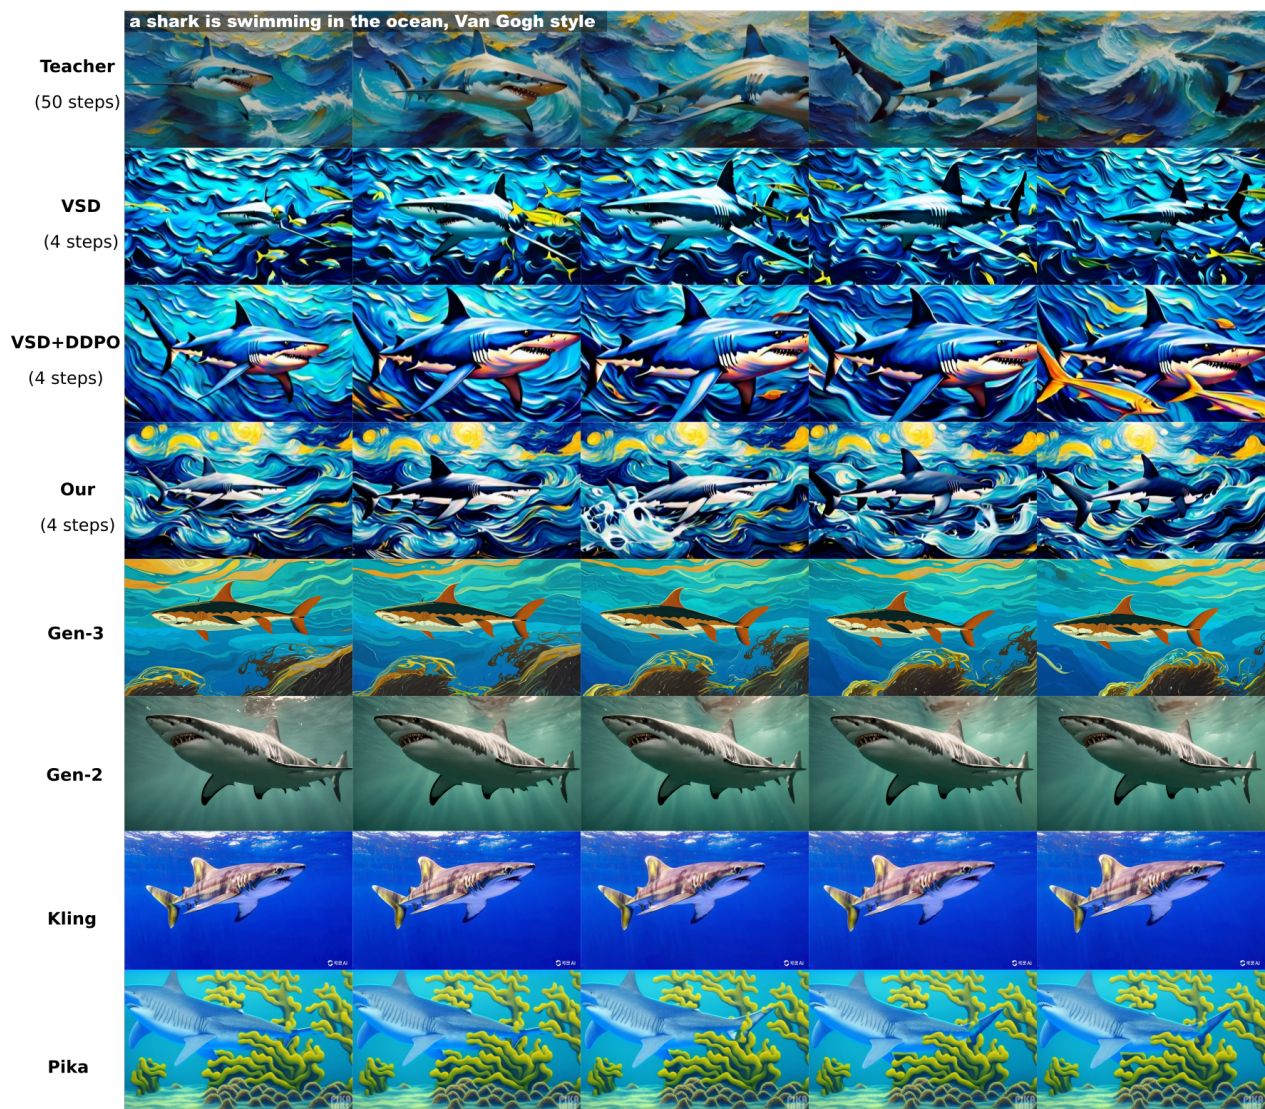 a shark is swimming in the ocean, Van Gogh style
Teacher
(50 steps)
VSD
(4 steps)
VSD+DDPO
(4 steps)
Our
(4 steps)
Gen-3
Gen-2
Kling
Pika